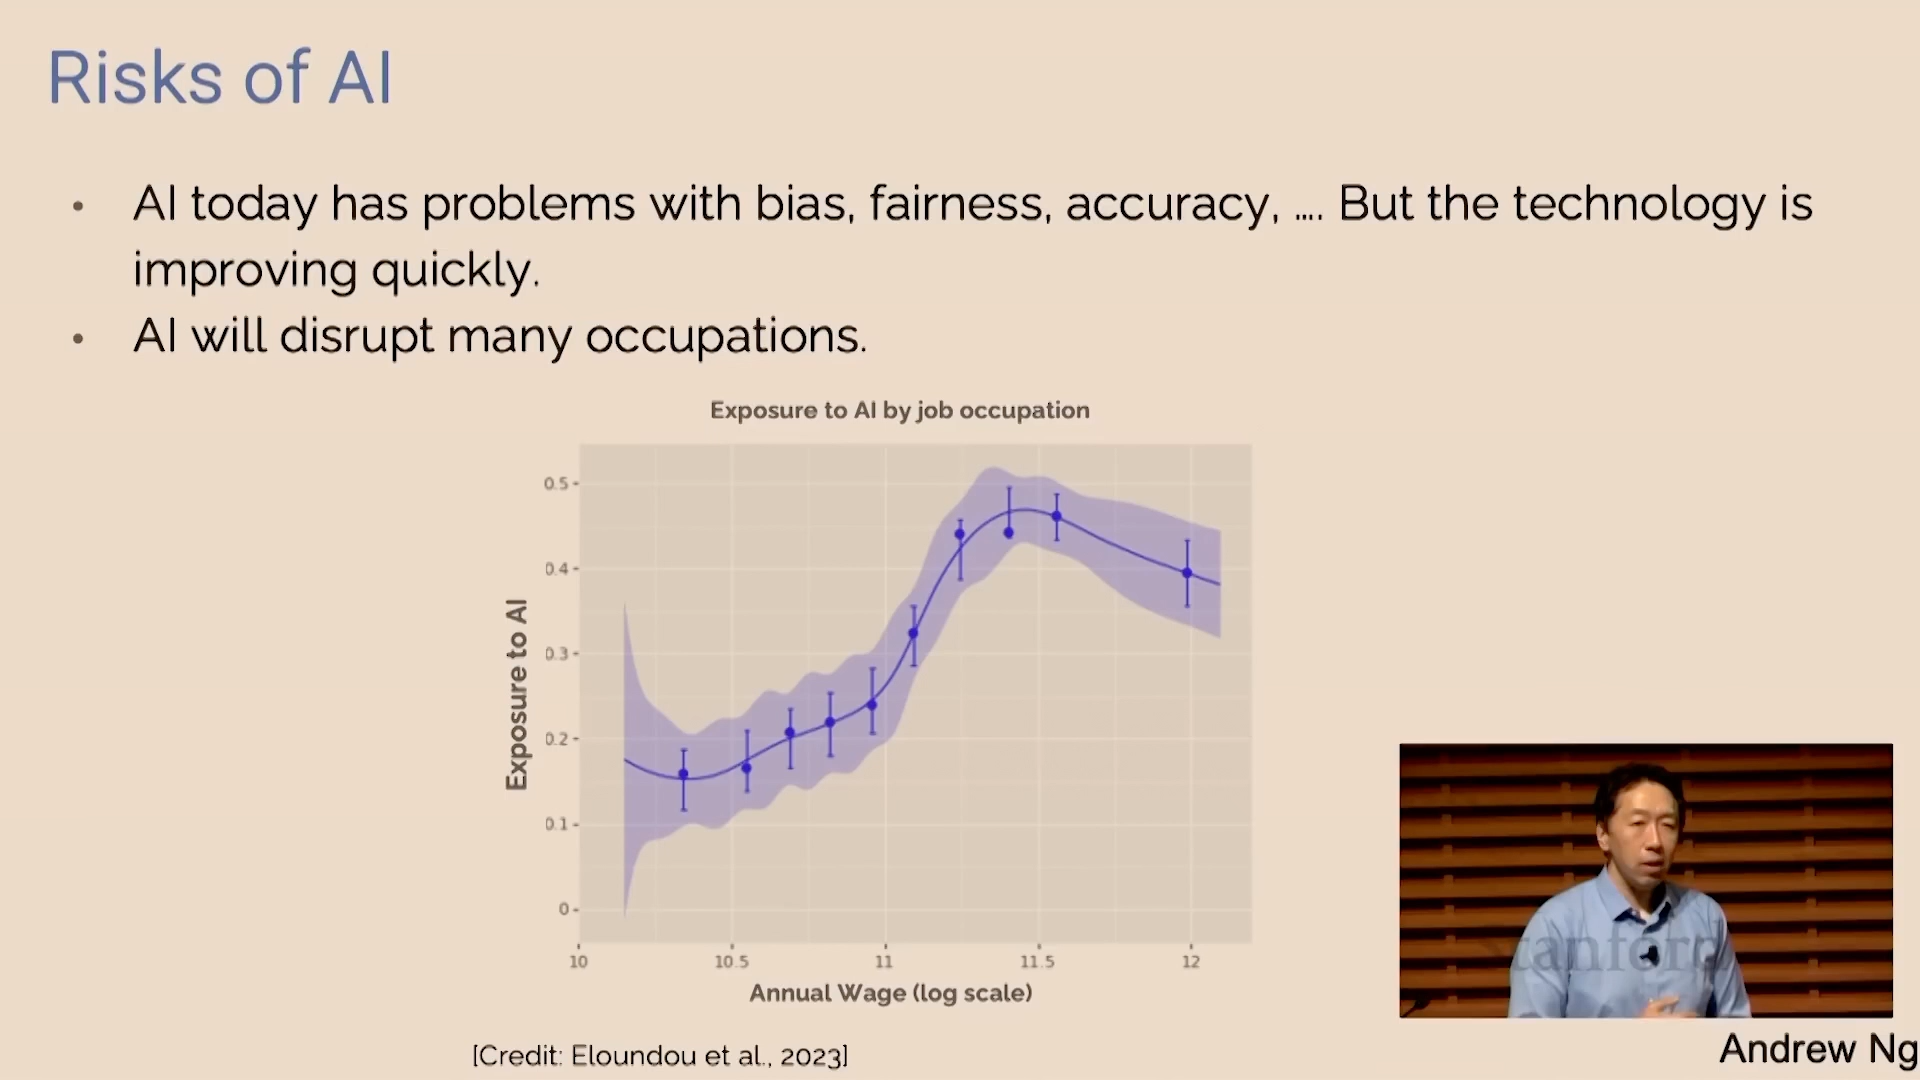 Risks of AI
• AI today has problems with bias, fairness, accuracy, .... But the technology is
improving quickly.
• AI will disrupt many occupations.
Exposure to AI by job occupation
Exposure to AI
0.5
0.4
0.3
0.2
0.1
0
10 10.5 11 11.5 12
Annual Wage (log scale)
[Credit: Eloundou et al., 2023]
Stanford
Andrew Ng